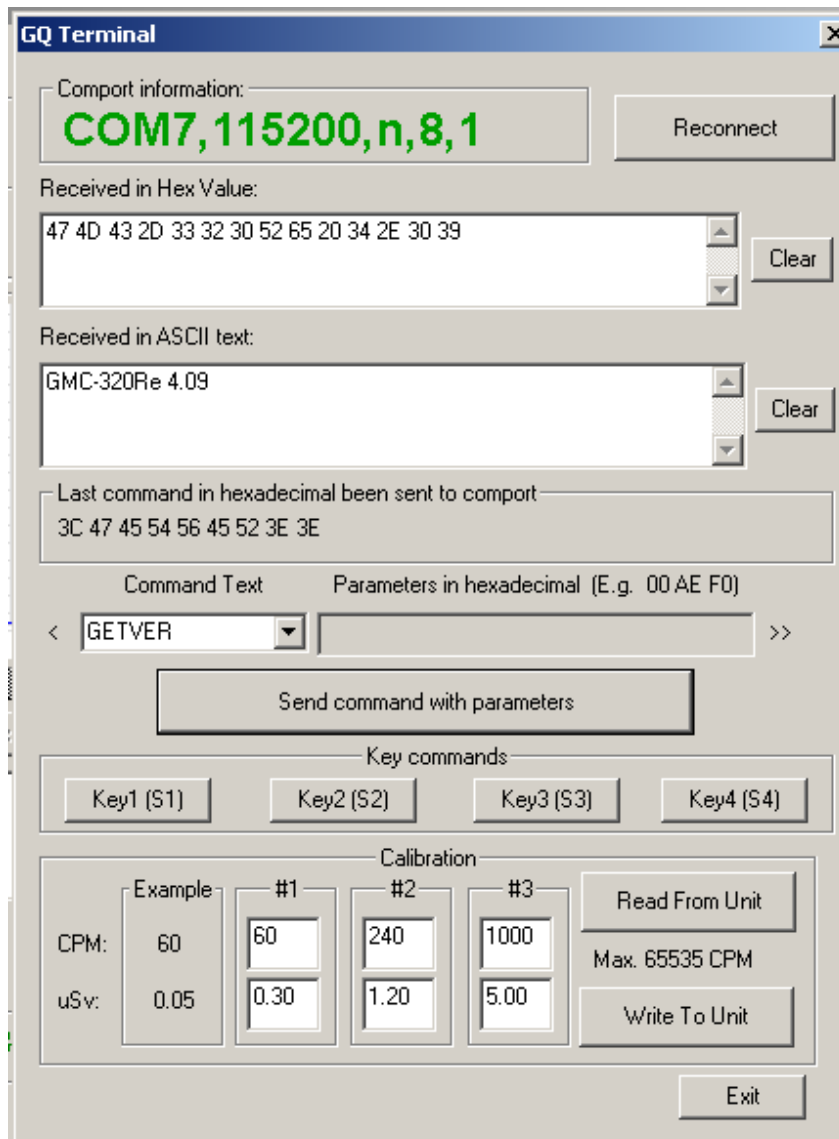 GQ Terminal
Comport information:
COM7,115200,n,8,1
Reconnect
Received in Hex Value:
47 4D 43 2D 33 32 30 52 65 20 34 2E 30 39
Clear
Received in ASCII text:
GMC-320Re 4.09
Clear
Last command in hexadecimal been sent to comport
3C 47 45 54 56 45 52 3E 3E
Command Text Parameters in hexadecimal (E.g. 00 AE F0)
< GETVER >>
Send command with parameters
Key commands
Key1 (S1) Key2 (S2) Key3 (S3) Key4 (S4)
Calibration
Example #1 #2 #3
Read From Unit
CPM: 60 60 240 1000
Max. 65535 CPM
uSv: 0.05 0.30 1.20 5.00
Write To Unit
Exit